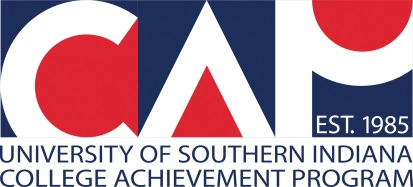 CAP
EST. 1985
UNIVERSITY OF SOUTHERN INDIANA
COLLEGE ACHIEVEMENT PROGRAM